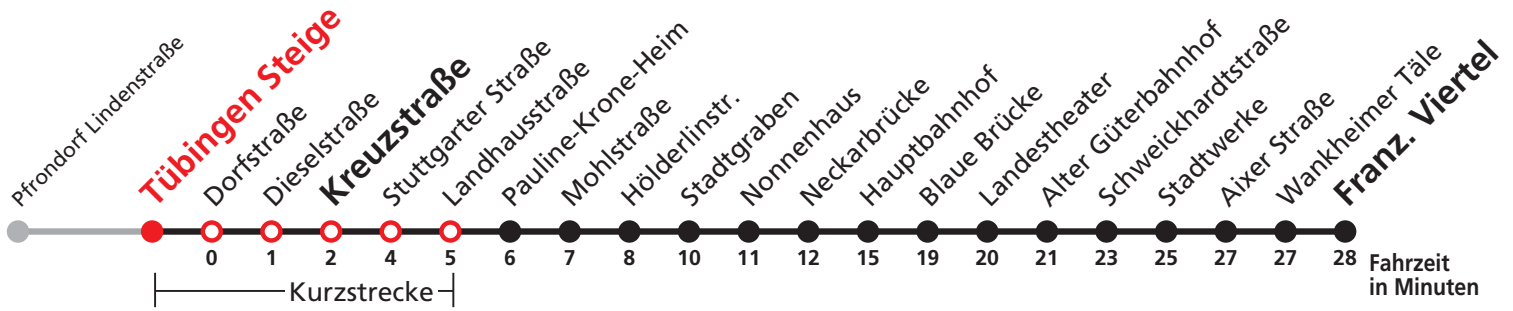 Pfrondorf Lindenstraße
Tübingen Steige
Dorfstraße
Dieselstraße
Kreuzstraße
Stuttgarter Straße
Landhausstraße
Pauline-Krone-Heim
Mohlstraße
Hölderlinstr.
Stadtgraben
Nonnenhaus
Neckarbrücke
Hauptbahnhof
Blaue Brücke
Landestheater
Alter Güterbahnhof
Schweickhardtstraße
Stadtwerke
Aixer Straße
Wankheimer Täle
Franz. Viertel
0 1 2 4 5 6 7 8 10 11 12 15 19 20 21 23 25 27 27 28
Fahrzeit
in Minuten
Kurzstrecke